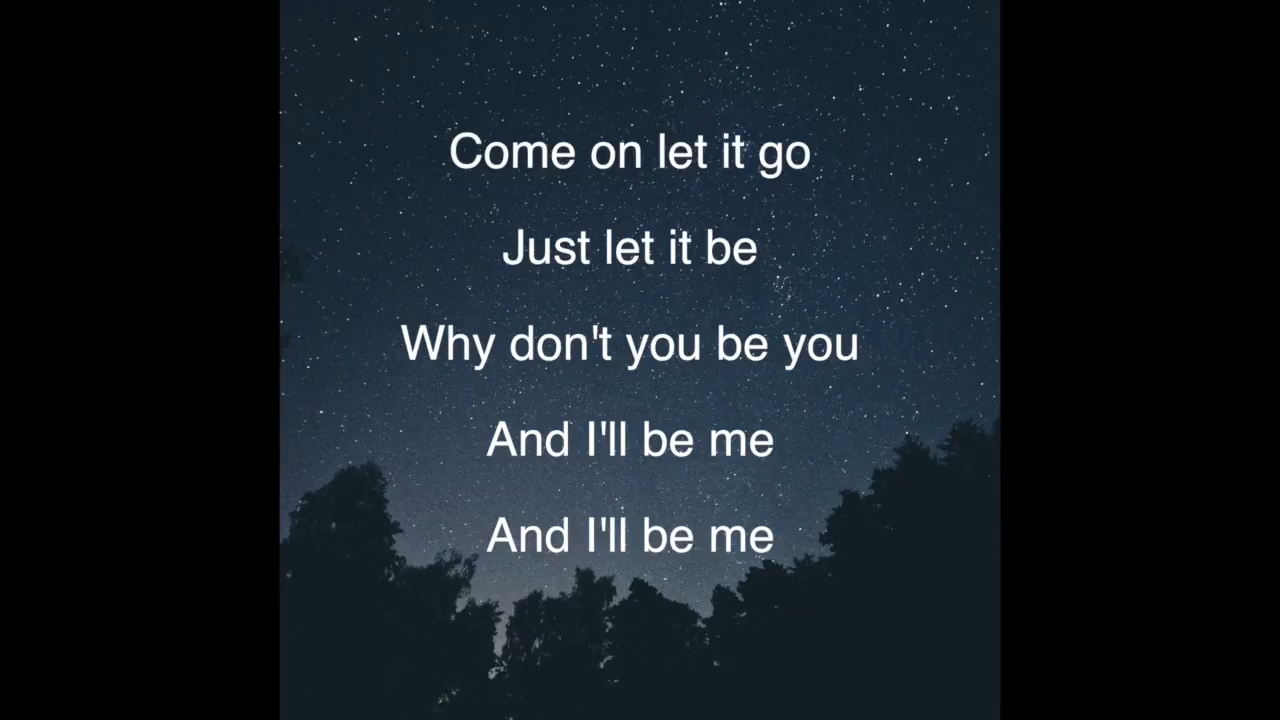 Come on let it go
Just let it be
Why don't you be you
And I'll be me
And I'll be me